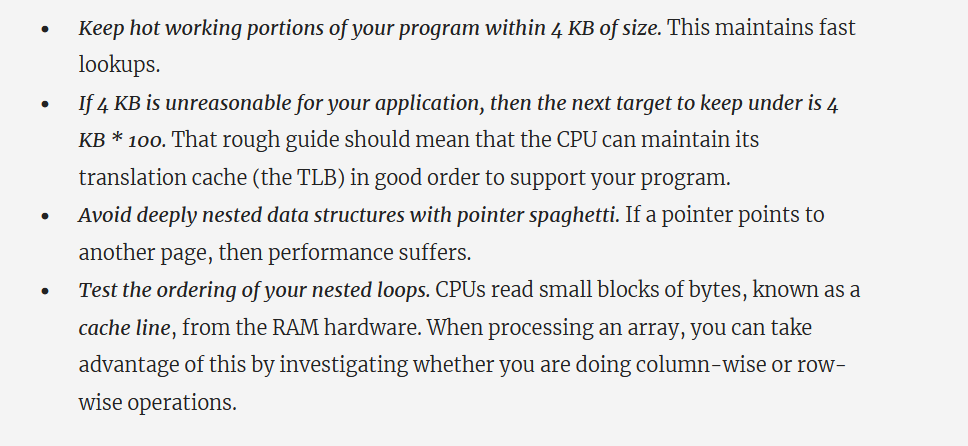 • Keep hot working portions of your program within 4 KB of size. This maintains fast
lookups.
• If 4 KB is unreasonable for your application, then the next target to keep under is 4
KB * 100. That rough guide should mean that the CPU can maintain its
translation cache (the TLB) in good order to support your program.
• Avoid deeply nested data structures with pointer spaghetti. If a pointer points to
another page, then performance suffers.
• Test the ordering of your nested loops. CPUs read small blocks of bytes, known as a
cache line, from the RAM hardware. When processing an array, you can take
advantage of this by investigating whether you are doing column-wise or row-
wise operations.